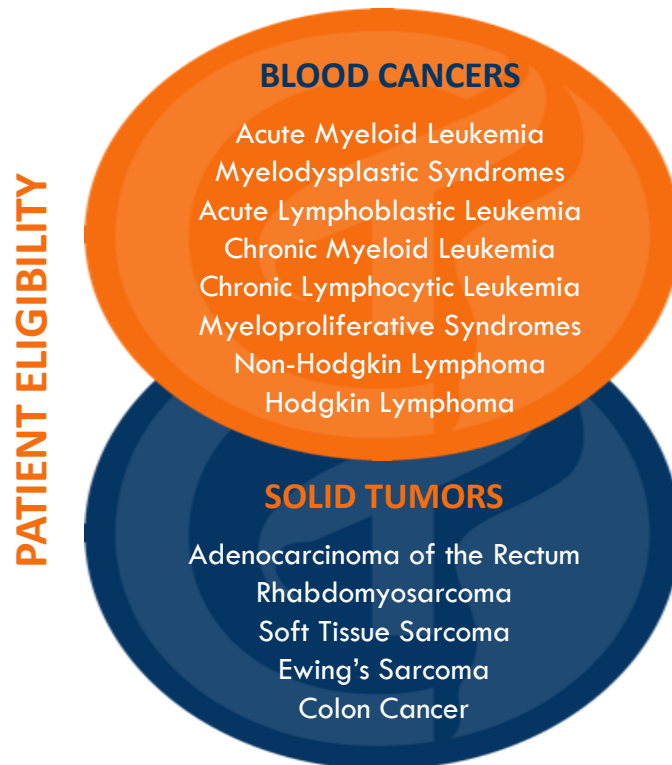 PATIENT ELIGIBILITY
BLOOD CANCERS
Acute Myeloid Leukemia
Myelodysplastic Syndromes
Acute Lymphoblastic Leukemia
Chronic Myeloid Leukemia
Chronic Lymphocytic Leukemia
Myeloproliferative Syndromes
Non-Hodgkin Lymphoma
Hodgkin Lymphoma
SOLID TUMORS
Adenocarcinoma of the Rectum
Rhabdomyosarcoma
Soft Tissue Sarcoma
Ewing’s Sarcoma
Colon Cancer